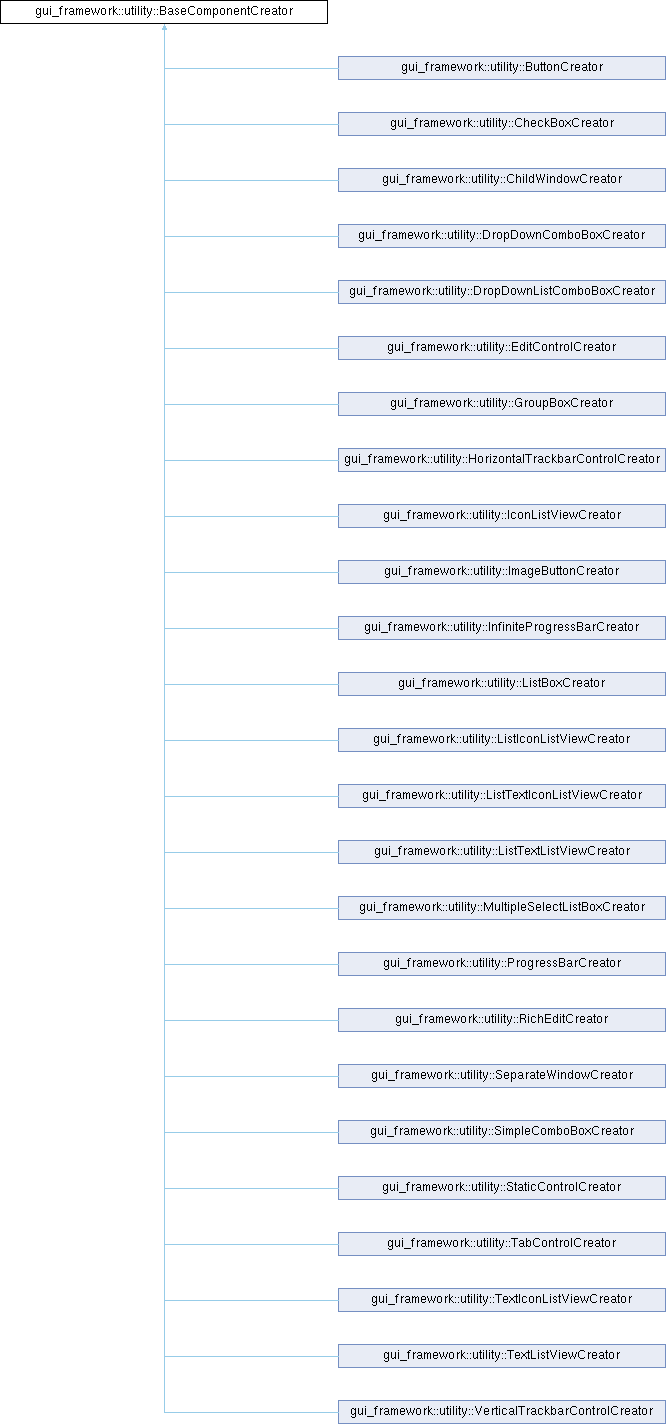 gui_framework::utility::BaseComponentCreator
gui_framework::utility::ButtonCreator
gui_framework::utility::CheckBoxCreator
gui_framework::utility::ChildWindowCreator
gui_framework::utility::DropDownComboBoxCreator
gui_framework::utility::DropDownListComboBoxCreator
gui_framework::utility::EditControlCreator
gui_framework::utility::GroupBoxCreator
gui_framework::utility::HorizontalTrackbarControlCreator
gui_framework::utility::IconListViewCreator
gui_framework::utility::ImageButtonCreator
gui_framework::utility::InfiniteProgressBarCreator
gui_framework::utility::ListBoxCreator
gui_framework::utility::ListIconListViewCreator
gui_framework::utility::ListTextIconListViewCreator
gui_framework::utility::ListTextListViewCreator
gui_framework::utility::MultipleSelectListBoxCreator
gui_framework::utility::ProgressBarCreator
gui_framework::utility::RichEditCreator
gui_framework::utility::SeparateWindowCreator
gui_framework::utility::SimpleComboBoxCreator
gui_framework::utility::StaticControlCreator
gui_framework::utility::TabControlCreator
gui_framework::utility::TextIconListViewCreator
gui_framework::utility::TextListViewCreator
gui_framework::utility::VerticalTrackbarControlCreator